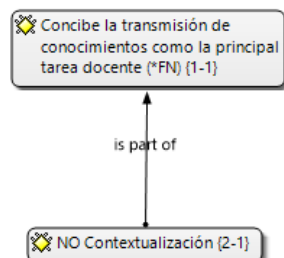 Concibe la transmisión de
conocimientos como la principal
tarea docente (*FN) {1-1}
is part of
NO Contextualización {2-1}